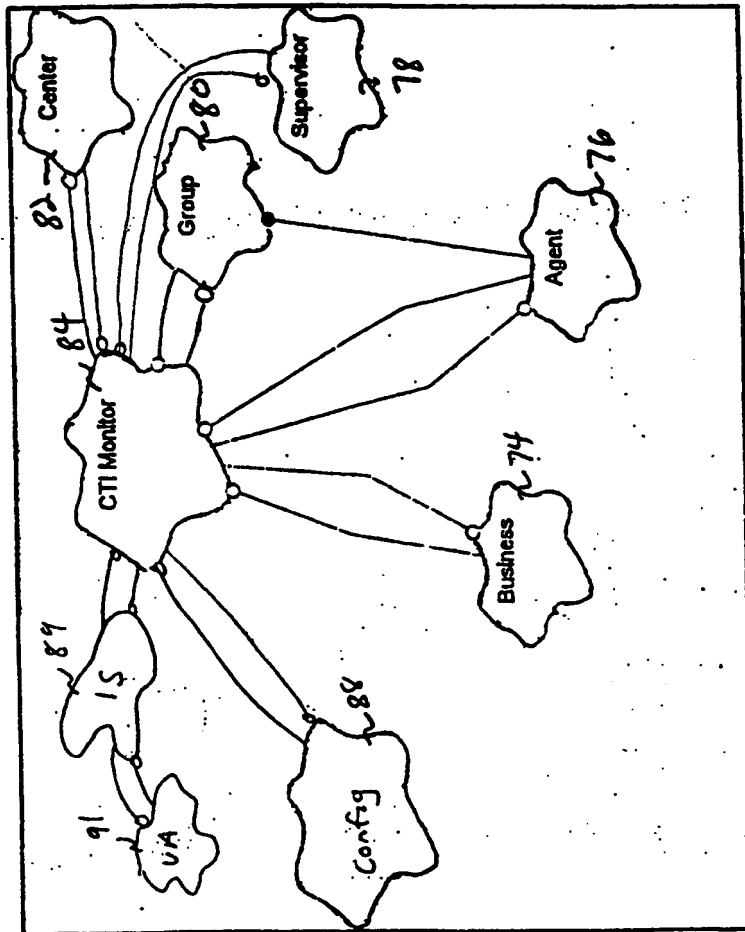 91
UA
89
IS
84
CTI Monitor
82
Center
80
Group
Supervisor
78
88
Config
74
Business
Agent
76